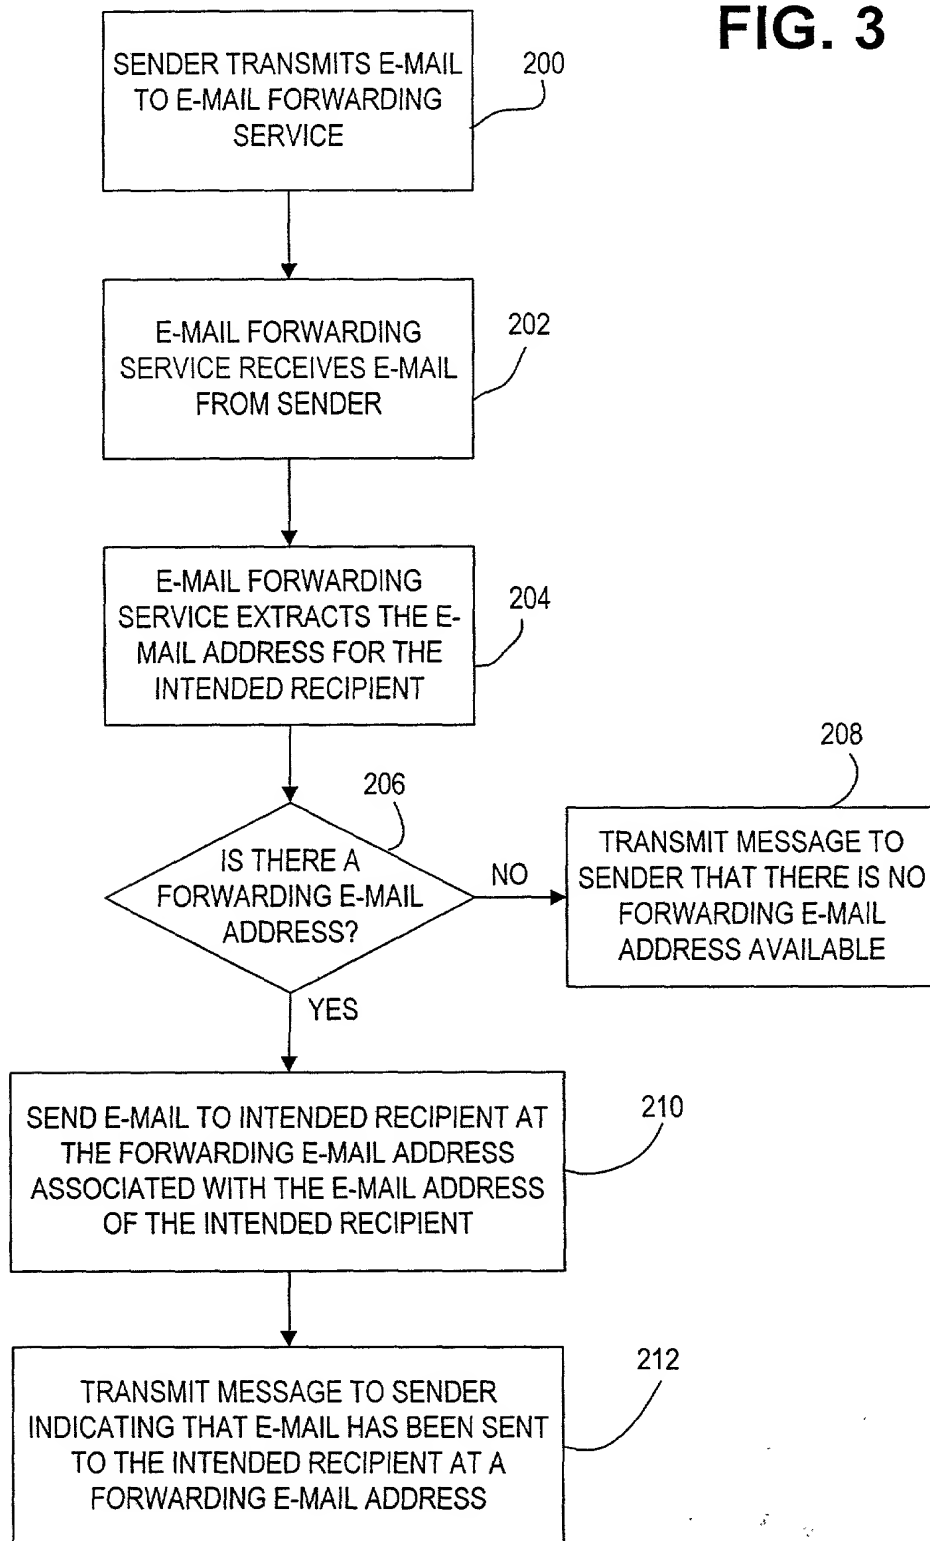 FIG. 3
SENDER TRANSMITS E-MAIL
TO E-MAIL FORWARDING
SERVICE
200
E-MAIL FORWARDING
SERVICE RECEIVES E-MAIL
FROM SENDER
202
E-MAIL FORWARDING
SERVICE EXTRACTS THE E-
MAIL ADDRESS FOR THE
INTENDED RECIPIENT
204
206
IS THERE A
FORWARDING E-MAIL
ADDRESS?
NO
208
TRANSMIT MESSAGE TO
SENDER THAT THERE IS NO
FORWARDING E-MAIL
ADDRESS AVAILABLE
YES
SEND E-MAIL TO INTENDED RECIPIENT AT
THE FORWARDING E-MAIL ADDRESS
ASSOCIATED WITH THE E-MAIL ADDRESS
OF THE INTENDED RECIPIENT
210
TRANSMIT MESSAGE TO SENDER
INDICATING THAT E-MAIL HAS BEEN SENT
TO THE INTENDED RECIPIENT AT A
FORWARDING E-MAIL ADDRESS
212